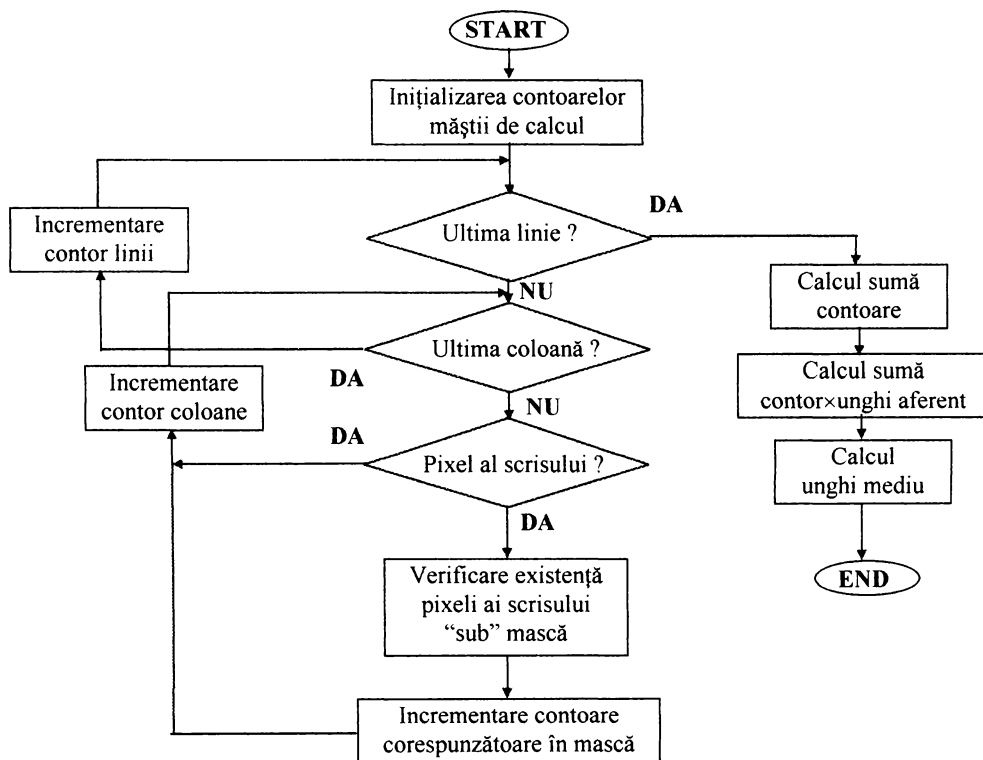 START
Inițializarea contoarelor
măștii de calcul
Ultima linie ?
DA
NU
Incrementare
contor linii
Ultima coloană ?
DA
NU
Incrementare
contor coloane
DA
Pixel al scrisului ?
DA
Verificare existență
pixeli ai scrisului
“sub” mască
Incrementare contoare
corespunzătoare în mască
Calcul sumă
contoare
Calcul sumă
contor×unghi aferent
Calcul
unghi mediu
END